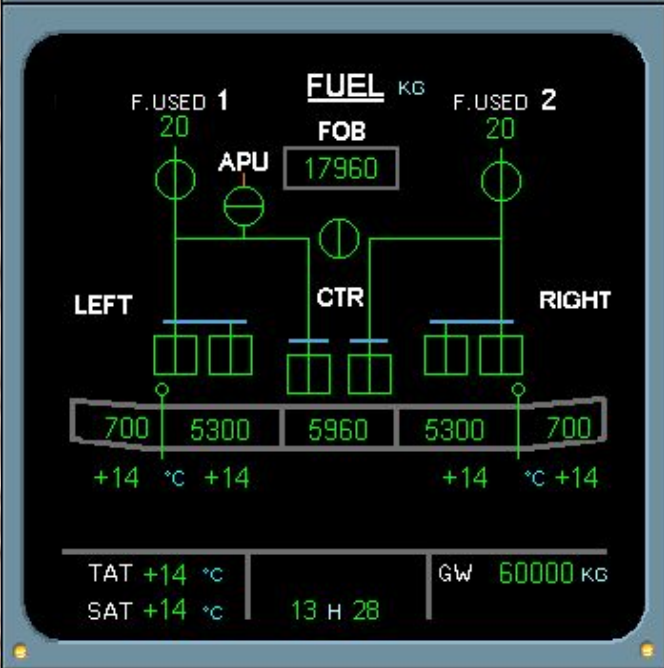 FUEL KG
F.USED 1
F.USED 2
20
FOB
20
APU
17960
LEFT
CTR
RIGHT
700 5300 5960 5300 700
+14 °C +14
+14 °C +14
TAT +14 °C
GW 60000 KG
SAT +14 °C
13 H 28